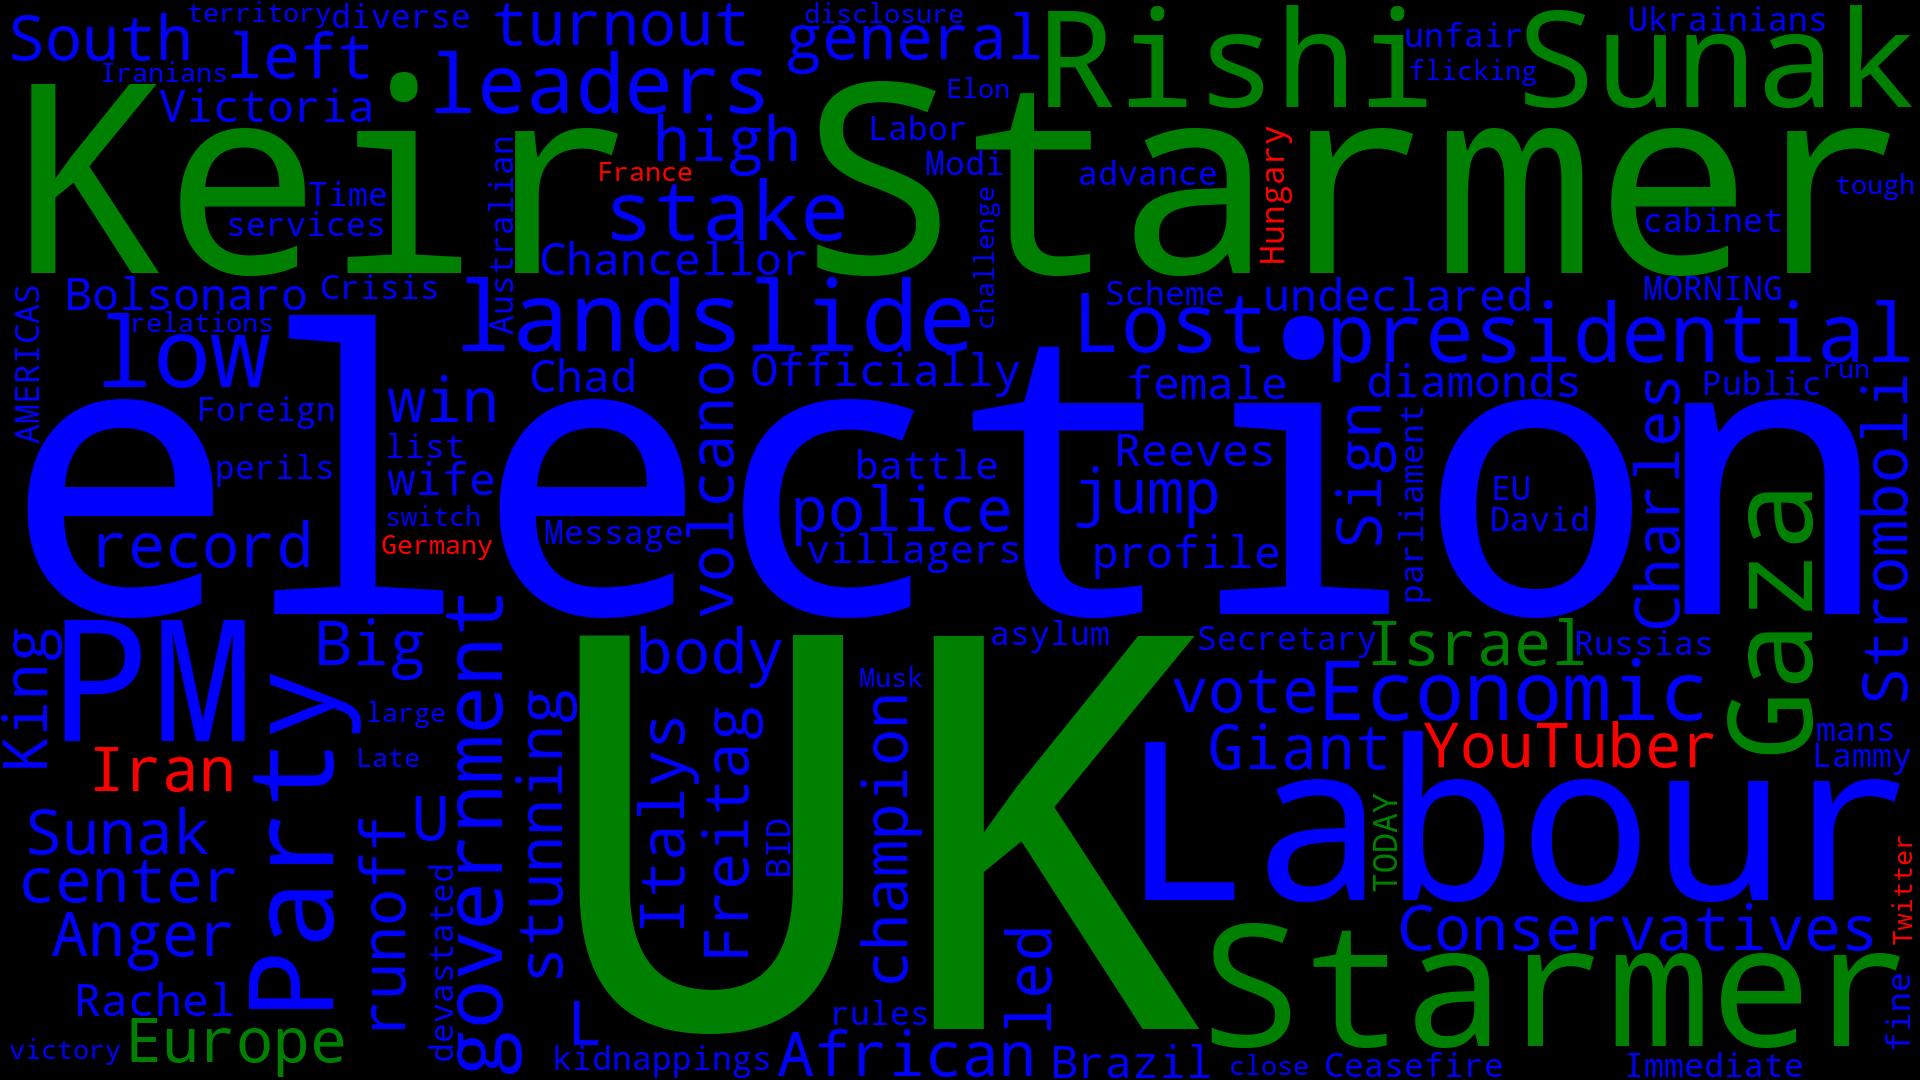 territory
diverse
turnout
disclosure
general
Rishi Sunak
Ukrainians
unfair
flicking
South
left
Iranians
Victoria
leaders
Elon
Keir Starmer
high
Labor
Modi
France
Australian
Hungary
advance
tough
Time
services
stake
challenge
cabinet
Chancellor
Bolsonaro
Crisis
landslide
Lost
Scheme
undeclared
MORNING
AMERICAS
relations
low
presidential
Chad
Officially
female
diamonds
Public
run
election
Foreign
win
list
wife
perils
switch
Germany
record
Message
volcano
battle
police
villagers
Reeves
jump
profile
Sign
parliament
EU
David
Charles
Gaza
Stromboli
King
PM
Big
government
body
asylum
Secretary
Israel
Russias
UK
Musk
vote
Economic
Party
large
Late
Iran
stunning
Italys
Freitag
BID
champion
Giant
YouTuber
mans
Lammy
Labour
TODAY
Twitter
Sunak
center
Anger
Rachel
Europe
victory
runoff
U
devastated
L
kidnappings
rules
African
led
Brazil
Conservatives
Starmer
fine
close
Ceasefire
Immediate